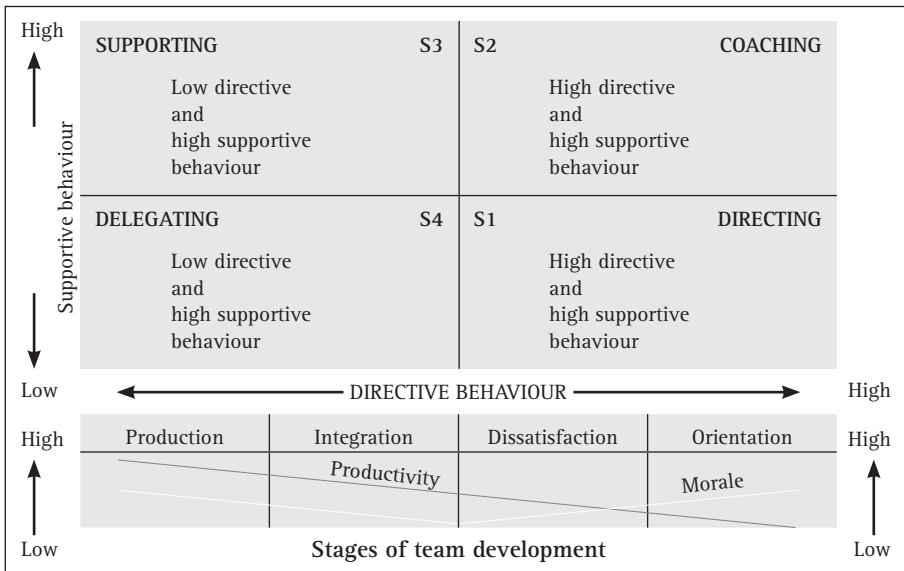 High
SUPPORTING S3
S2 COACHING
Low directive
and
high supportive
behaviour
High directive
and
high supportive
behaviour
Supportive behaviour
DELEGATING S4
S1 DIRECTING
Low directive
and
high supportive
behaviour
High directive
and
high supportive
behaviour
Low
DIRECTIVE BEHAVIOUR
High
High
Production
Integration
Dissatisfaction
Orientation
High
Productivity
Morale
Low
Stages of team development
Low